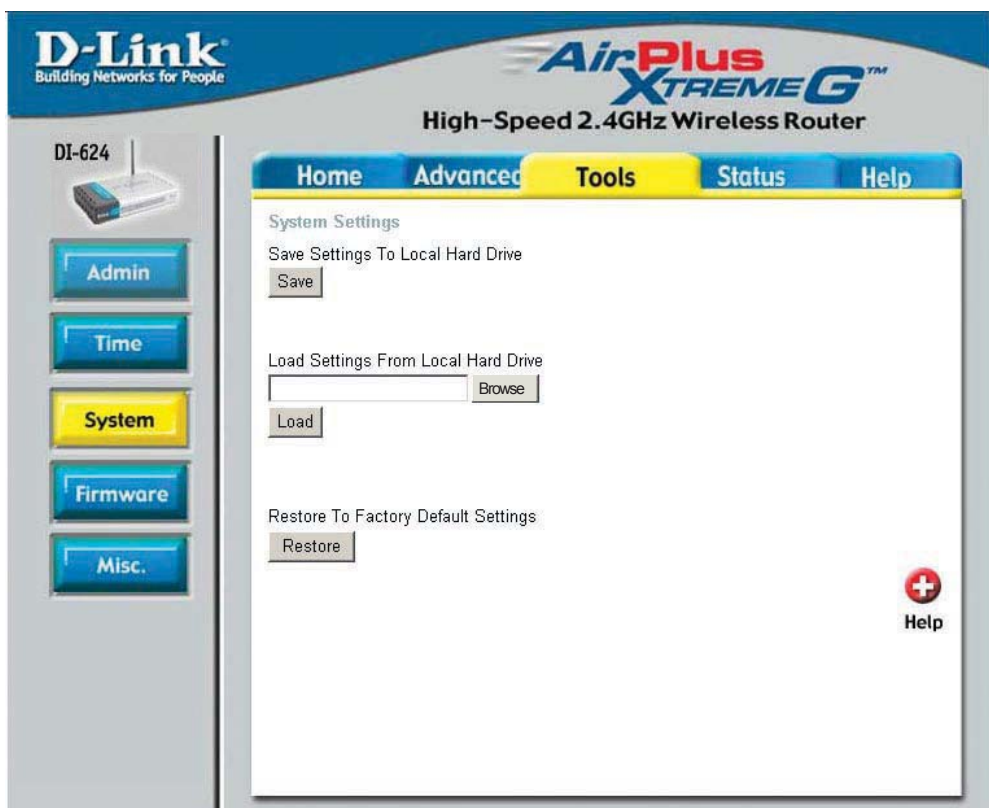 D-Link
Building Networks for People
AirPlus
XTREME G™
High-Speed 2.4GHz Wireless Router
DI-624
Home Advanced Tools Status Help
Admin
Time
System
Firmware
Misc.
System Settings
Save Settings To Local Hard Drive
Save
Load Settings From Local Hard Drive
Browse
Load
Restore To Factory Default Settings
Restore
Help